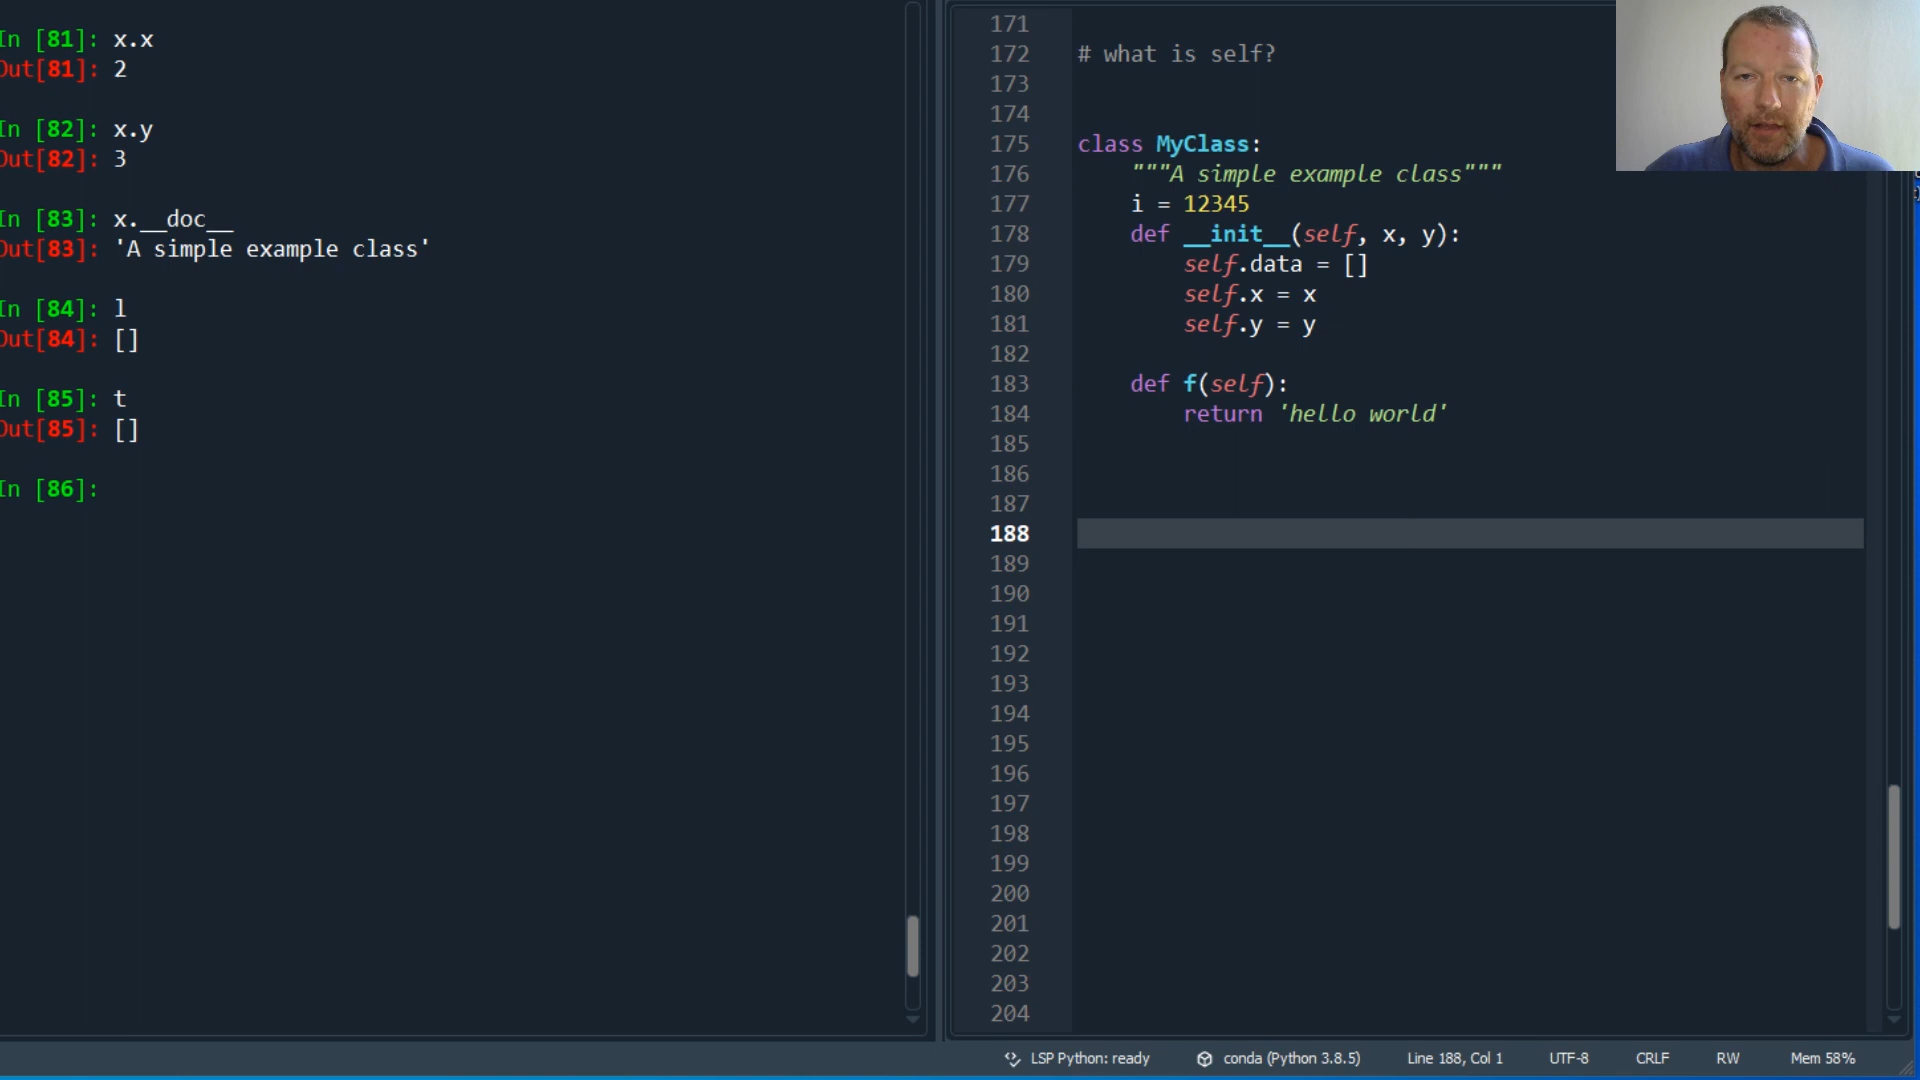 In [81]: x.x
Out[81]: 2
In [82]: x.y
Out[82]: 3
In [83]: x.__doc__
Out[83]: 'A simple example class'
In [84]: l
Out[84]: []
In [85]: t
Out[85]: []
In [86]:
171
172 # what is self?
173
174
175 class MyClass:
176 """A simple example class"""
177 i = 12345
178 def __init__(self, x, y):
179 self.data = []
180 self.x = x
181 self.y = y
182
183 def f(self):
184 return 'hello world'
185
186
187
188
189
190
191
192
193
194
195
196
197
198
199
200
201
202
203
204
LSP Python: ready conda (Python 3.8.5) Line 188, Col 1 UTF-8 CRLF RW Mem 58%